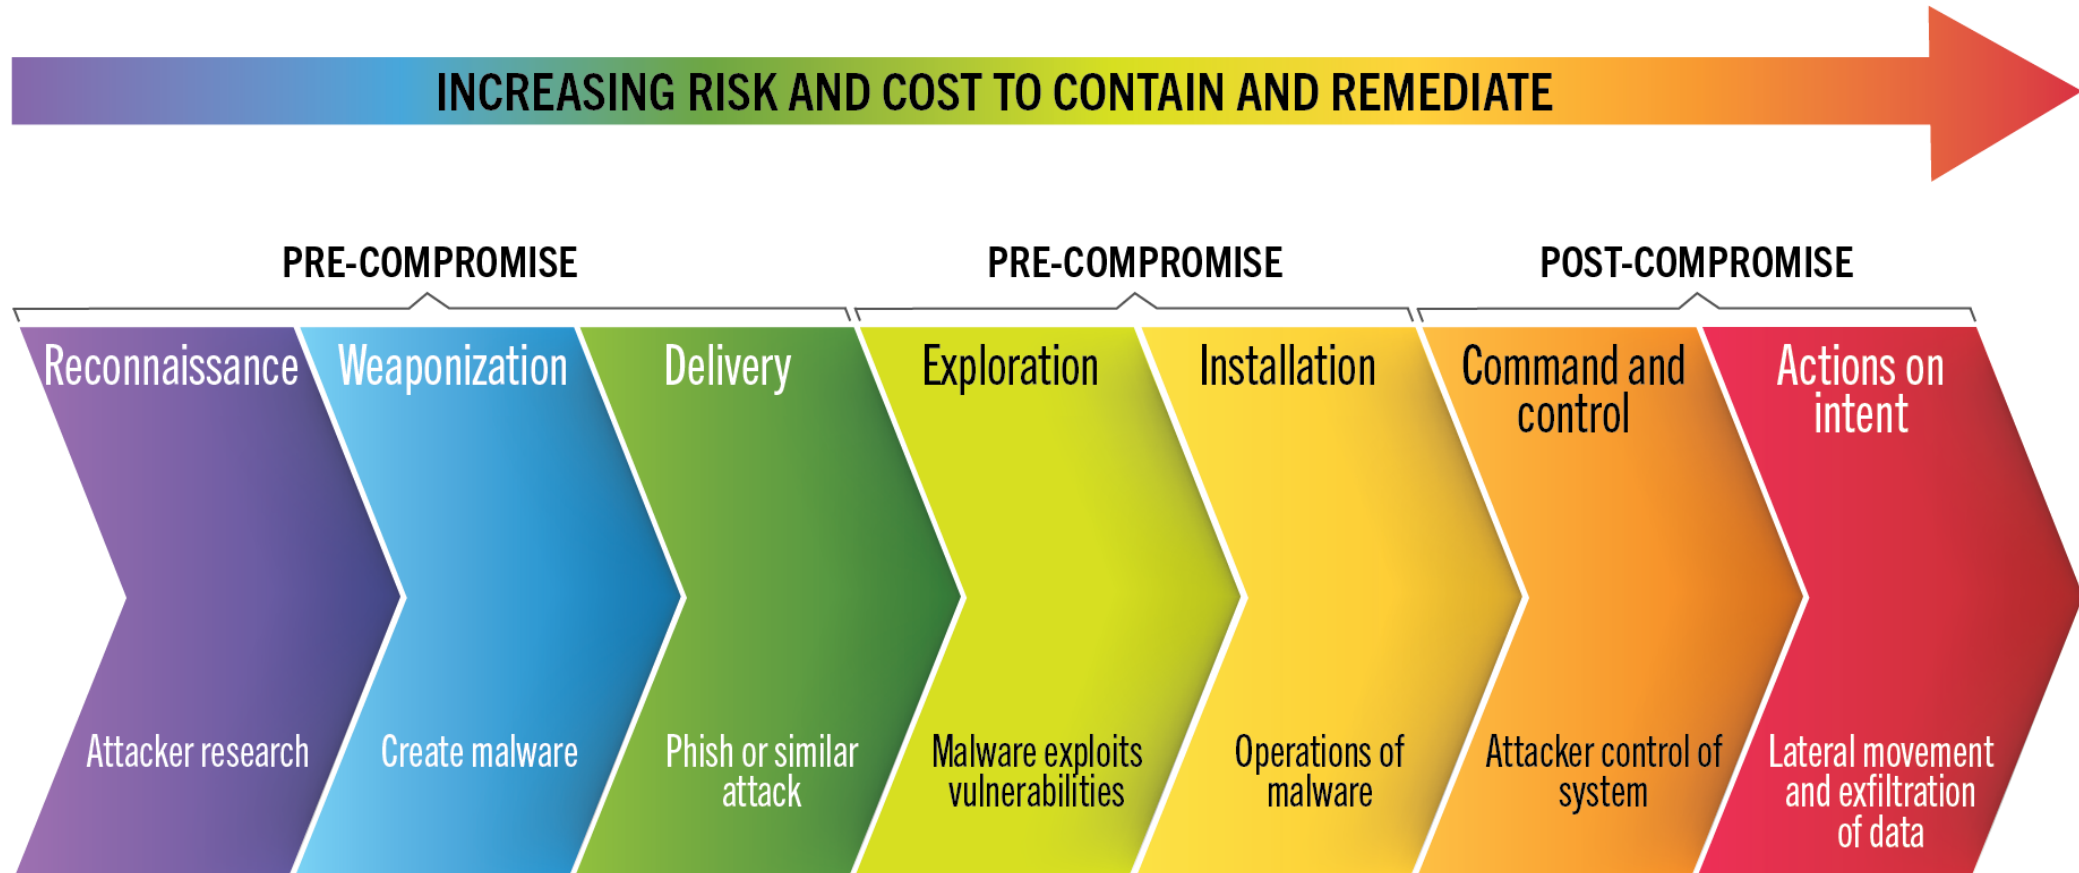 INCREASING RISK AND COST TO CONTAIN AND REMEDIATE
PRE-COMPROMISE
PRE-COMPROMISE
POST-COMPROMISE
Reconnaissance
Weaponization
Delivery
Exploration
Installation
Command and
control
Actions on
intent
Attacker research
Create malware
Phish or similar
attack
Malware exploits
vulnerabilities
Operations of
malware
Attacker control of
system
Lateral movement
and exfiltration
of data